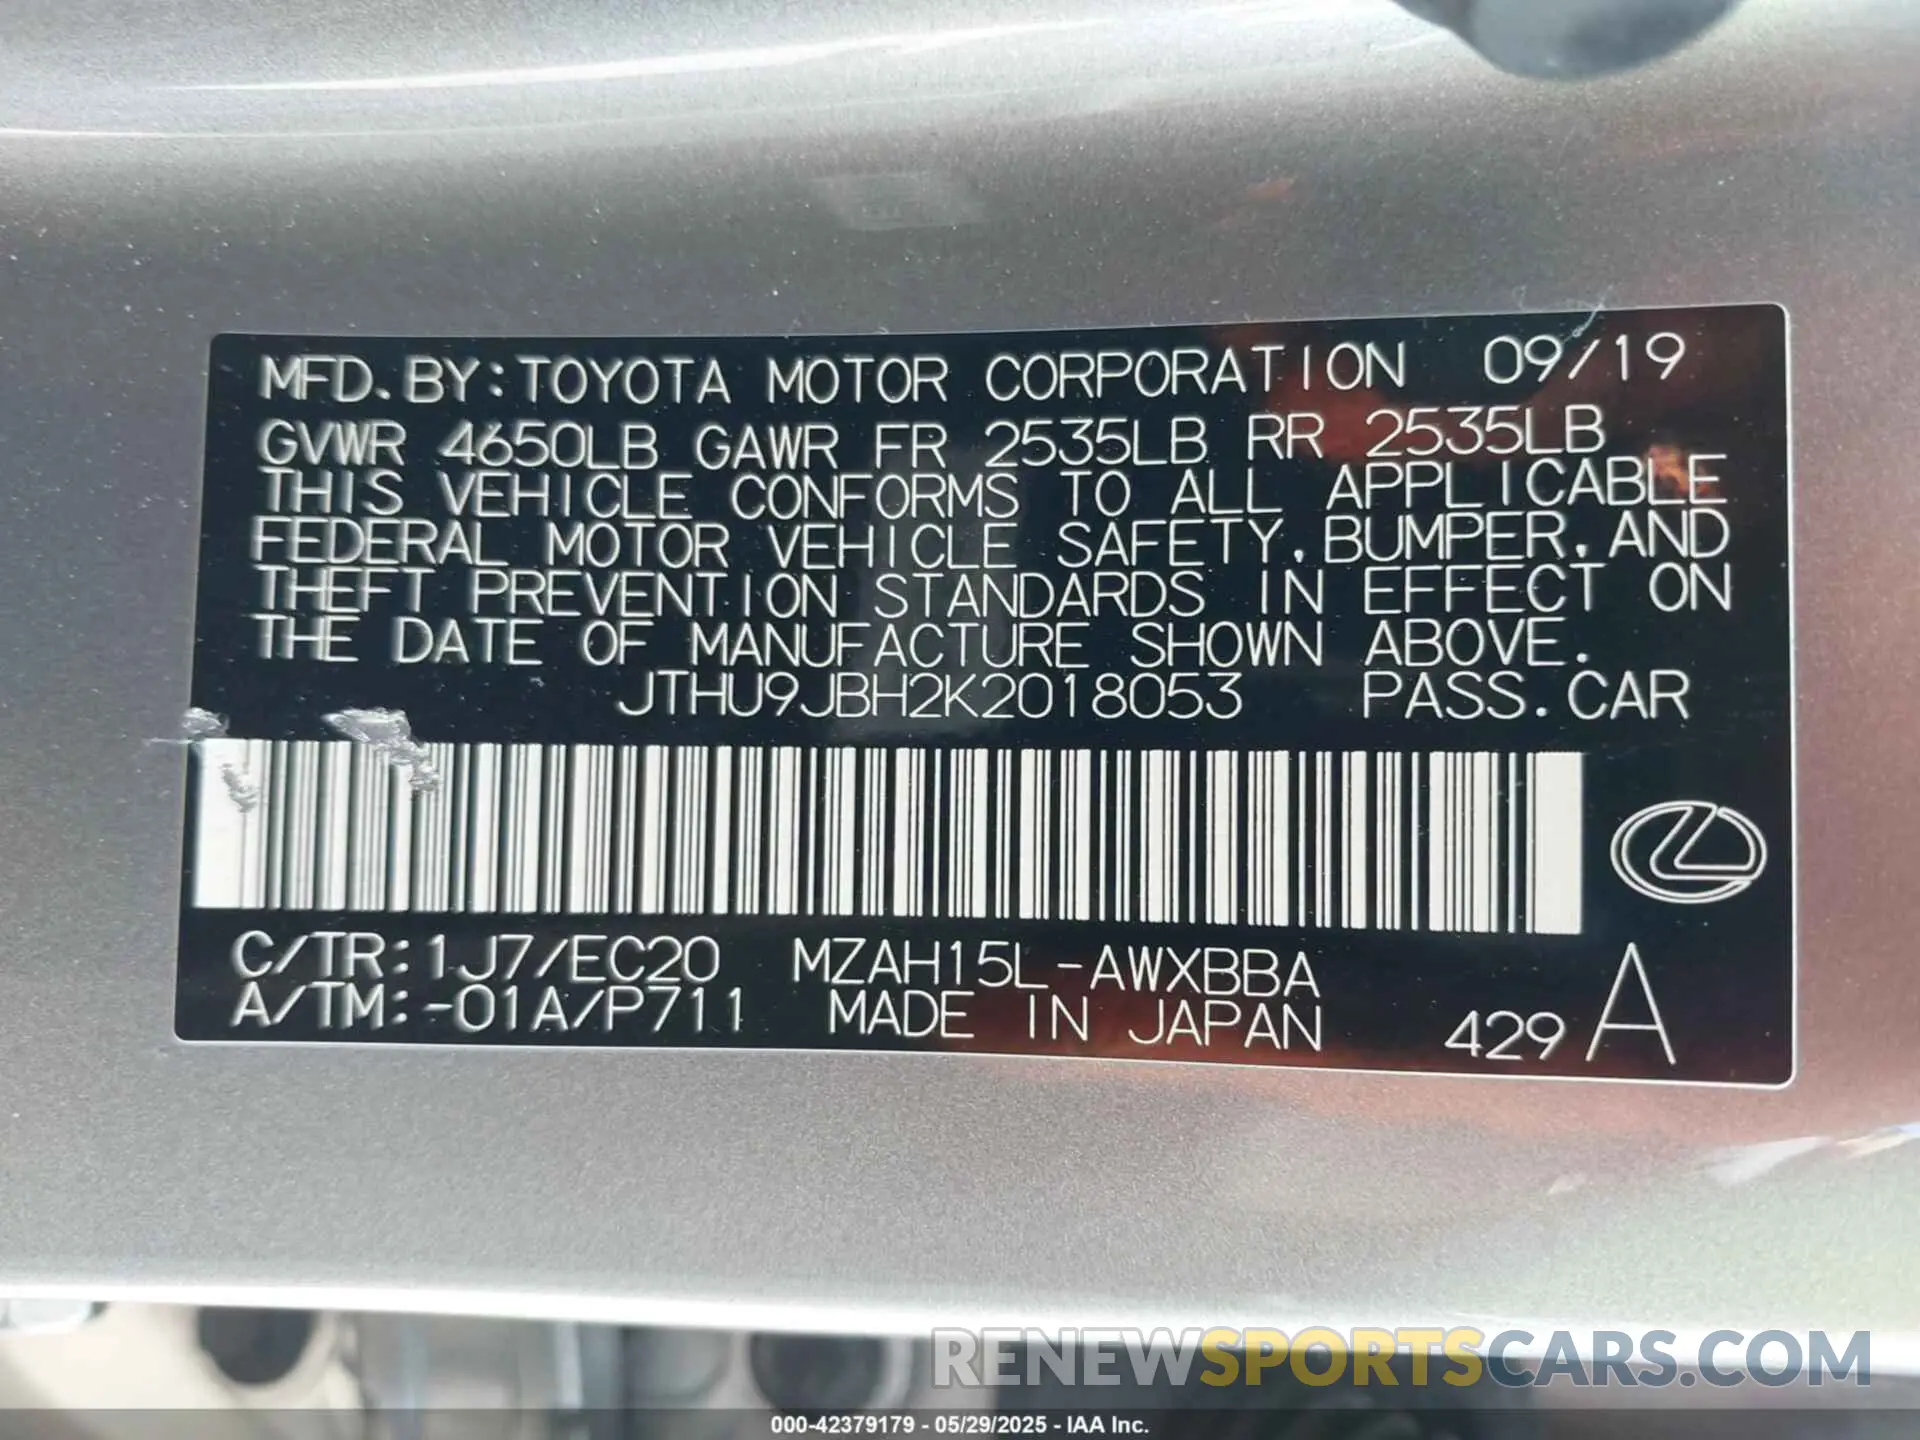 MFD. BY: TOYOTA MOTOR CORPORATION 09/19
GVWR 4650LB GAWR FR 2535LB RR 2535LB
THIS VEHICLE CONFORMS TO ALL APPLICABLE
FEDERAL MOTOR VEHICLE SAFETY, BUMPER, AND
THEFT PREVENTION STANDARDS IN EFFECT ON
THE DATE OF MANUFACTURE SHOWN ABOVE.
JTHU9JBH2K2018053 PASS. CAR
C/TR: 1J7/EC20 MZAH15L-AWXBBA
A/TM: -01A/P711 MADE IN JAPAN 429 A
RENEWSPORTSCARS.COM
000-42379179 - 05/29/2025 - IAA Inc.